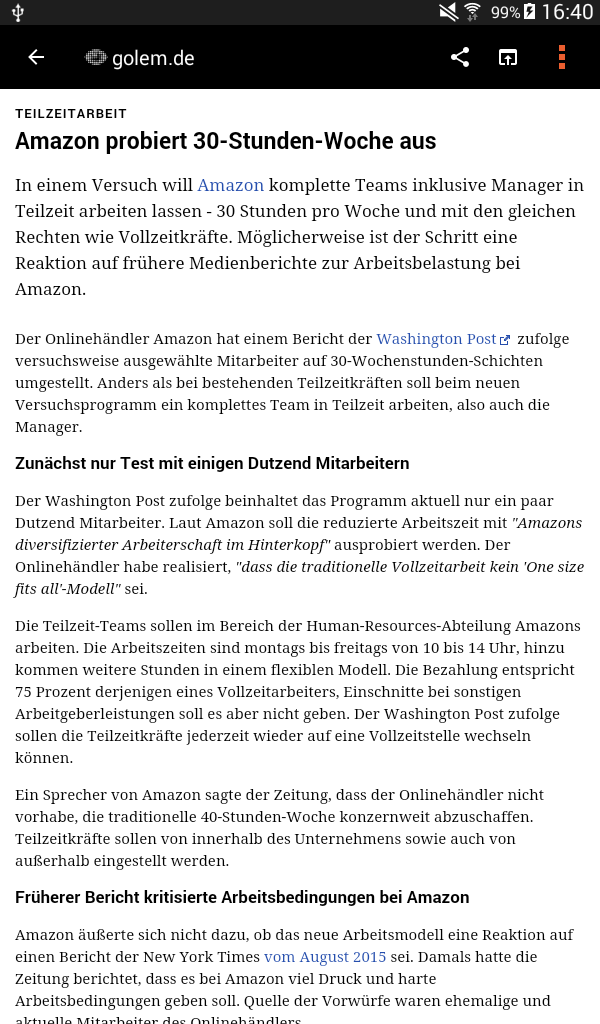 99% 16:40
golem.de
TEILZEITARBEIT
Amazon probiert 30-Stunden-Woche aus
In einem Versuch will Amazon komplette Teams inklusive Manager in
Teilzeit arbeiten lassen - 30 Stunden pro Woche und mit den gleichen
Rechten wie Vollzeitkräfte. Möglicherweise ist der Schritt eine
Reaktion auf frühere Medienberichte zur Arbeitsbelastung bei
Amazon.
Der Onlinehändler Amazon hat einem Bericht der Washington Post zufolge
versuchsweise ausgewählte Mitarbeiter auf 30-Wochenstunden-Schichten
umgestellt. Anders als bei bestehenden Teilzeitkräften soll beim neuen
Versuchsprogramm ein komplettes Team in Teilzeit arbeiten, also auch die
Manager.
Zunächst nur Test mit einigen Dutzend Mitarbeitern
Der Washington Post zufolge beinhaltet das Programm aktuell nur ein paar
Dutzend Mitarbeiter. Laut Amazon soll die reduzierte Arbeitszeit mit "Amazons
diversifizierter Arbeiterschaft im Hinterkopf" ausprobiert werden. Der
Onlinehändler habe realisiert, "dass die traditionelle Vollzeitarbeit kein 'One size
fits all'-Modell" sei.
Die Teilzeit-Teams sollen im Bereich der Human-Resources-Abteilung Amazons
arbeiten. Die Arbeitszeiten sind montags bis freitags von 10 bis 14 Uhr, hinzu
kommen weitere Stunden in einem flexiblen Modell. Die Bezahlung entspricht
75 Prozent derjenigen eines Vollzeitarbeiters, Einschnitte bei sonstigen
Arbeitgeberleistungen soll es aber nicht geben. Der Washington Post zufolge
sollen die Teilzeitkräfte jederzeit wieder auf eine Vollzeitstelle wechseln
können.
Ein Sprecher von Amazon sagte der Zeitung, dass der Onlinehändler nicht
vorhabe, die traditionelle 40-Stunden-Woche konzernweit abzuschaffen.
Teilzeitkräfte sollen von innerhalb des Unternehmens sowie auch von
außerhalb eingestellt werden.
Früherer Bericht kritisierte Arbeitsbedingungen bei Amazon
Amazon äußerte sich nicht dazu, ob das neue Arbeitsmodell eine Reaktion auf
einen Bericht der New York Times vom August 2015 sei. Damals hatte die
Zeitung berichtet, dass es bei Amazon viel Druck und harte
Arbeitsbedingungen geben soll. Quelle der Vorwürfe waren ehemalige und
aktuelle Mitarbeiter des Onlinehändlers.